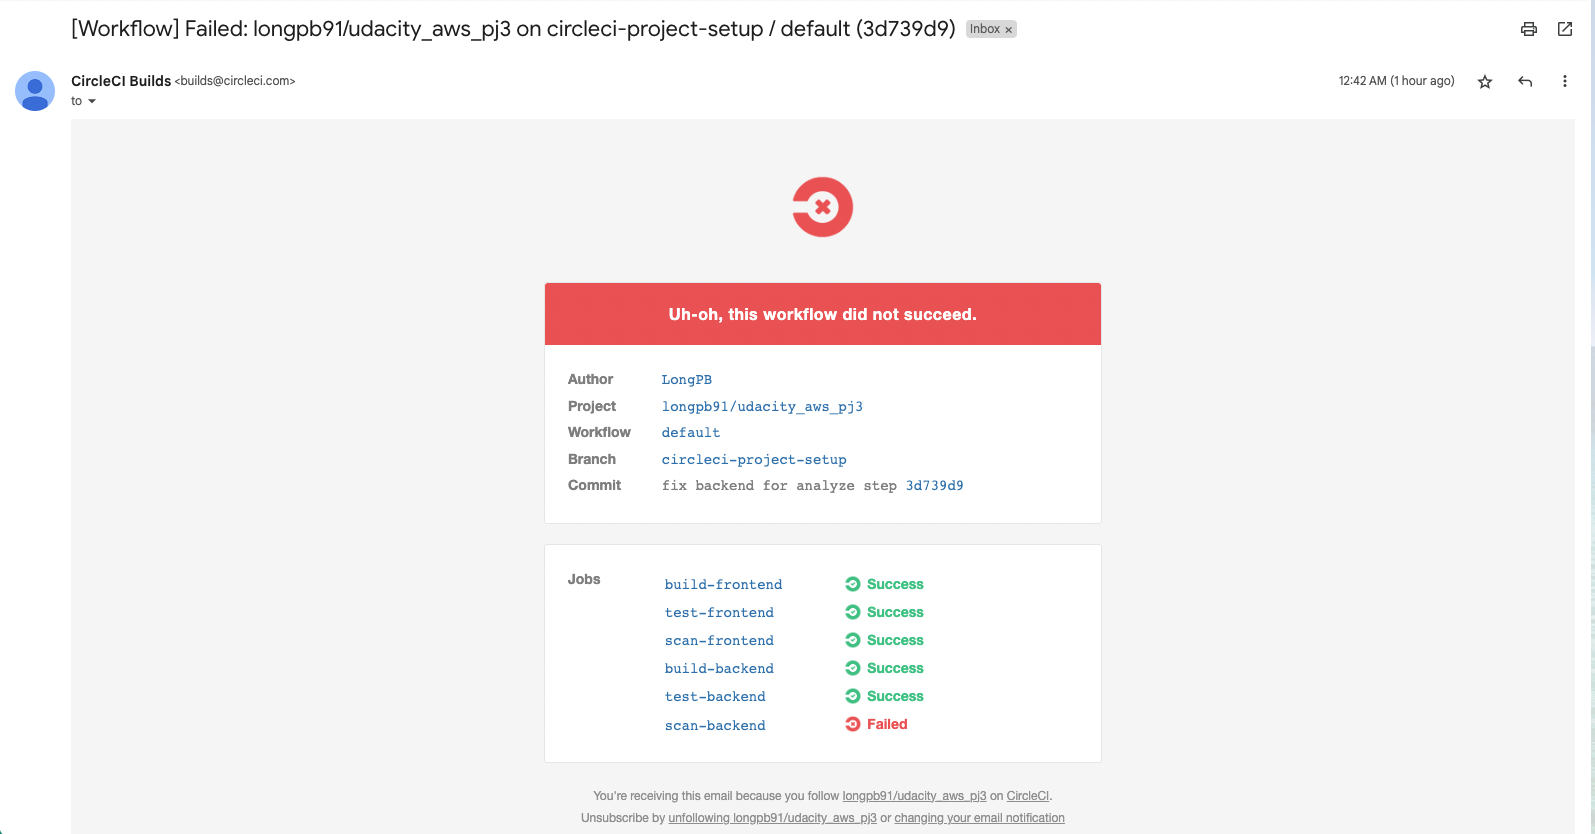 [Workflow] Failed: longpb91/udacity_aws_pj3 on circleci-project-setup / default (3d739d9) Inbox ×
CircleCI Builds <builds@circleci.com> 12:42 AM (1 hour ago)
to
Uh-oh, this workflow did not succeed.
Author LongPB
Project longpb91/udacity_aws_pj3
Workflow default
Branch circleci-project-setup
Commit fix backend for analyze step 3d739d9
Jobs
build-frontend Success
test-frontend Success
scan-frontend Success
build-backend Success
test-backend Success
scan-backend Failed
You're receiving this email because you follow longpb91/udacity_aws_pj3 on CircleCI.
Unsubscribe by unfollowing longpb91/udacity_aws_pj3 or changing your email notification